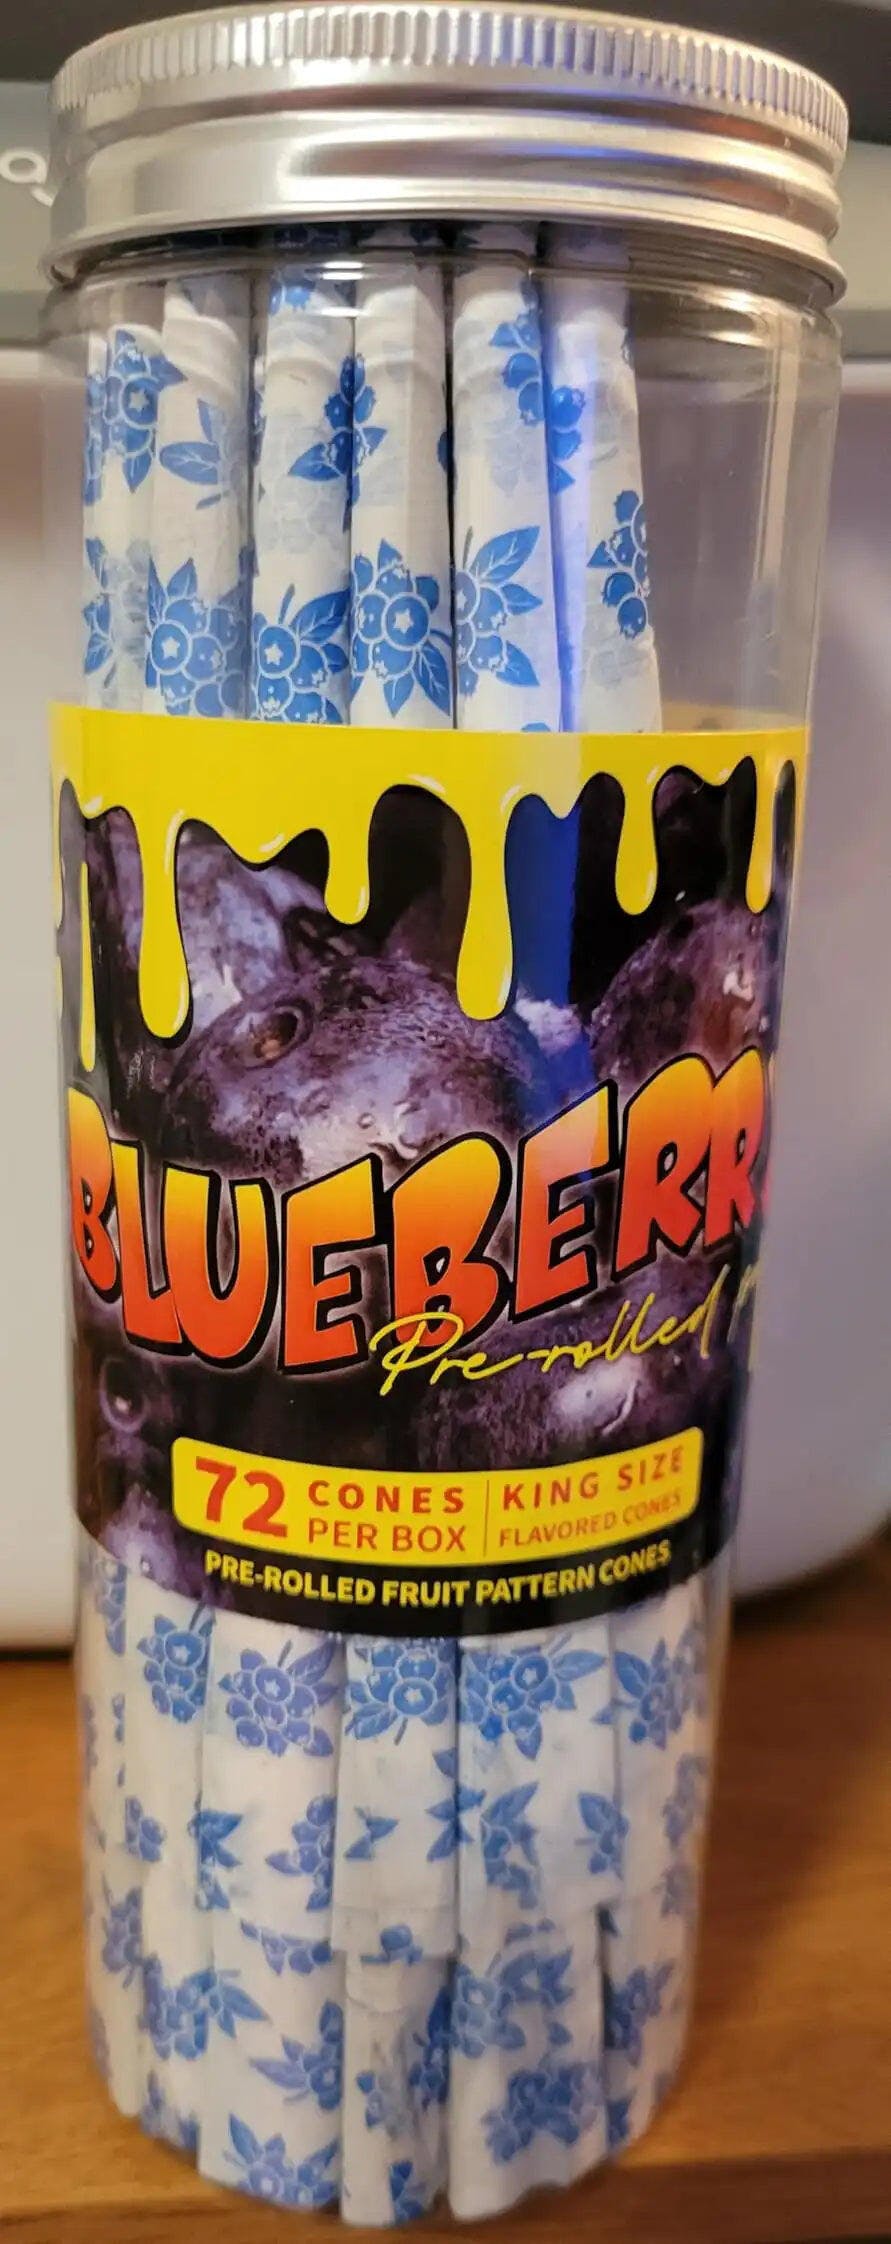 BLUEBERR
Pre-rolled
72 CONES PER BOX
KING SIZE
FLAVORED CONES
PRE-ROLLED FRUIT PATTERN CONES